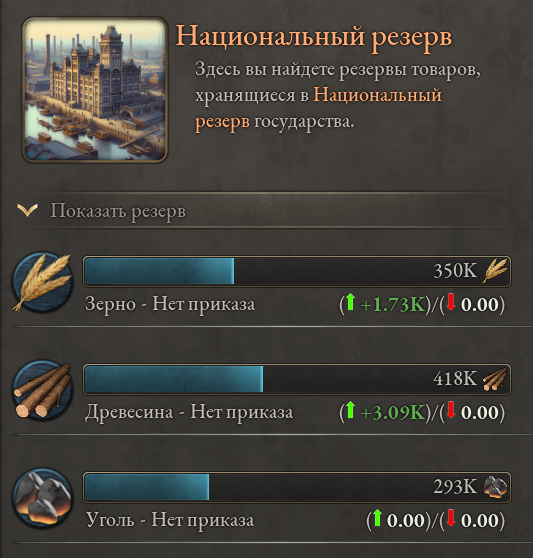 Национальный резерв
Здесь вы найдете резервы товаров,
хранящиеся в Национальный
резерв государства.
Показать резерв
350K
Зерно - Нет приказа (+1.73K)/(0.00)
418K
Древесина - Нет приказа (+3.09K)/(0.00)
293K
Уголь - Нет приказа (0.00)/(0.00)